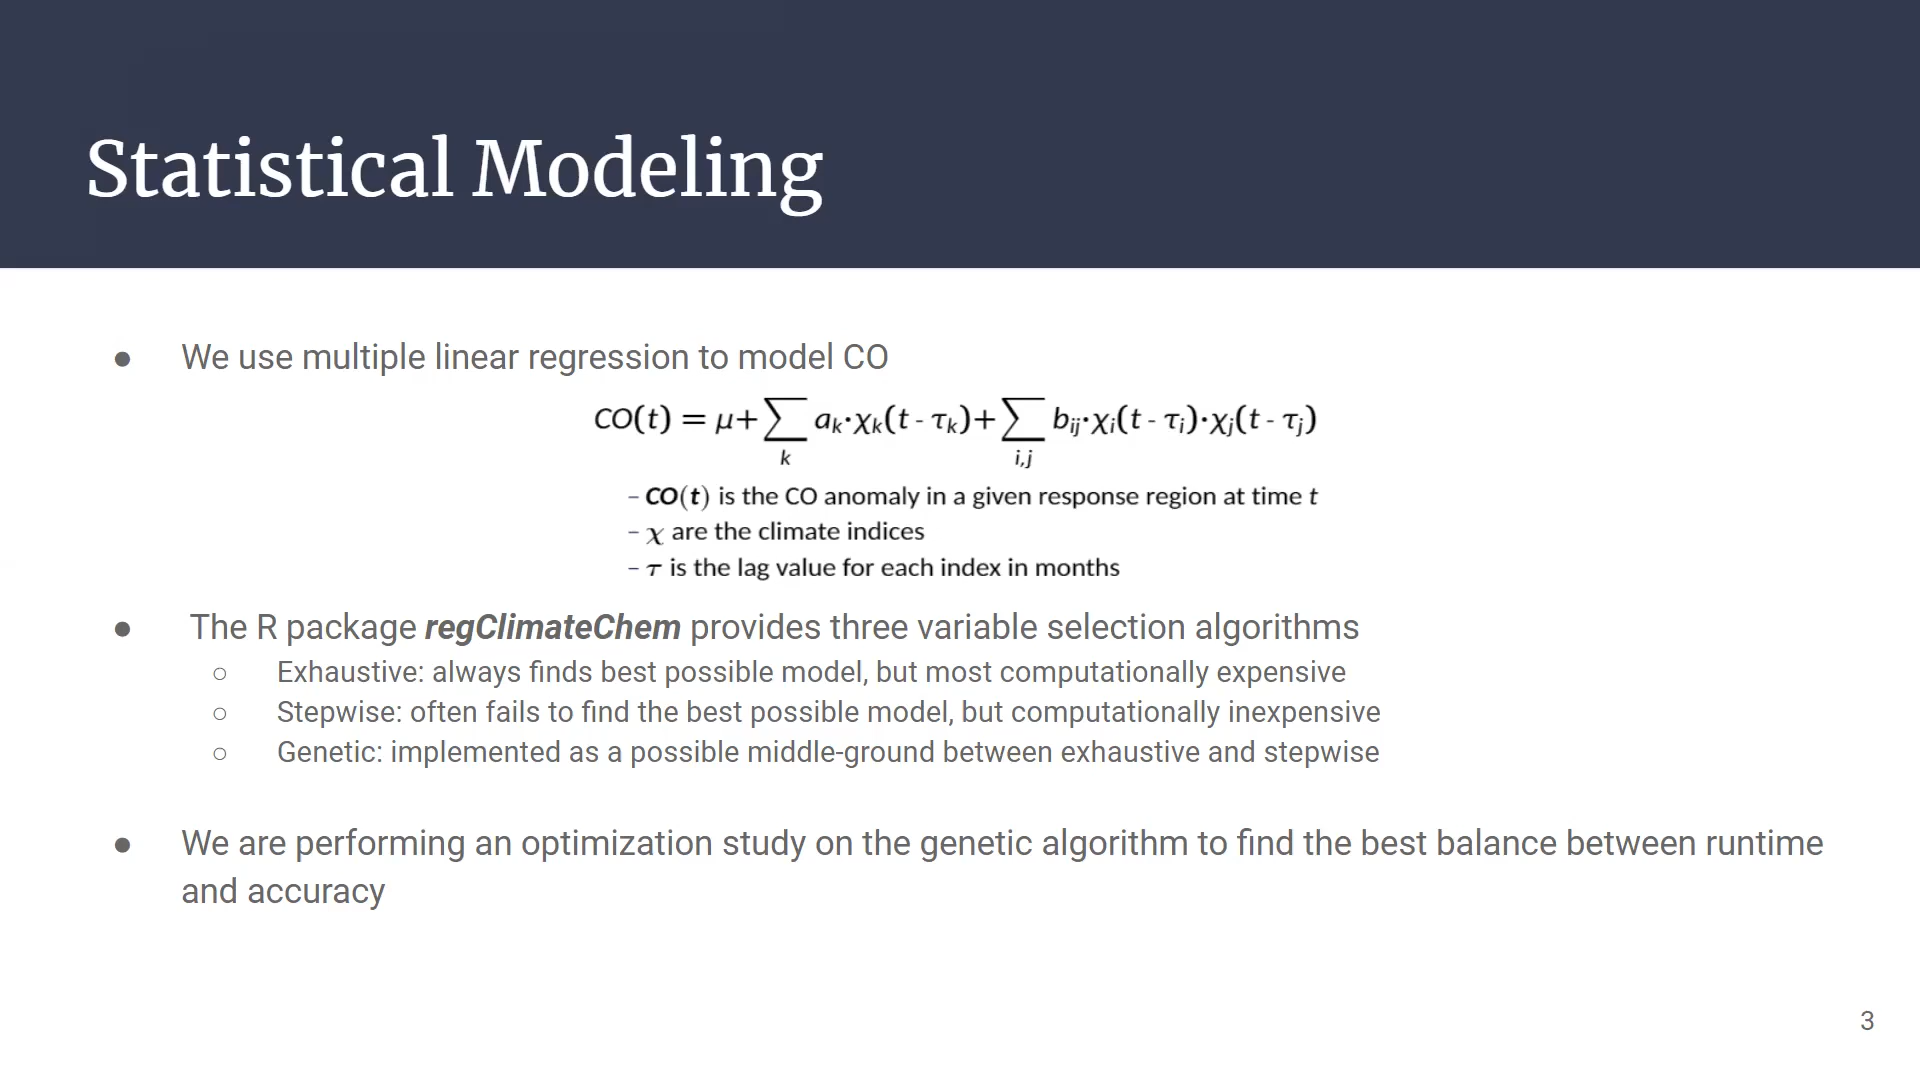 Statistical Modeling
● We use multiple linear regression to model CO
CO(t) = μ+∑ aₖ·χₖ(t - τₖ)+∑ bᵢⱼ·χᵢ(t - τᵢ)·χⱼ(t - τⱼ)
k i,j
– CO(t) is the CO anomaly in a given response region at time t
– χ are the climate indices
– τ is the lag value for each index in months
● The R package regClimateChem provides three variable selection algorithms
○ Exhaustive: always finds best possible model, but most computationally expensive
○ Stepwise: often fails to find the best possible model, but computationally inexpensive
○ Genetic: implemented as a possible middle-ground between exhaustive and stepwise
● We are performing an optimization study on the genetic algorithm to find the best balance between runtime
and accuracy
3